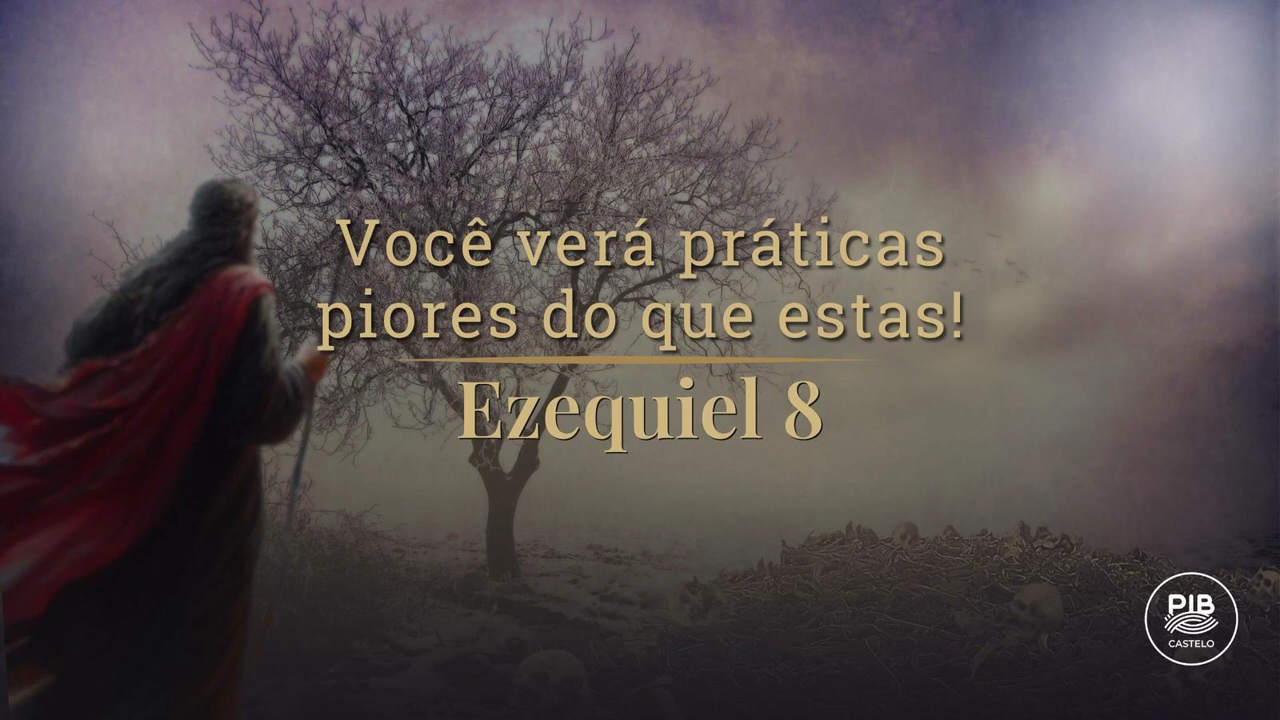 Você verá práticas
piores do que estas!
Ezequiel 8
PIB
CASTELO